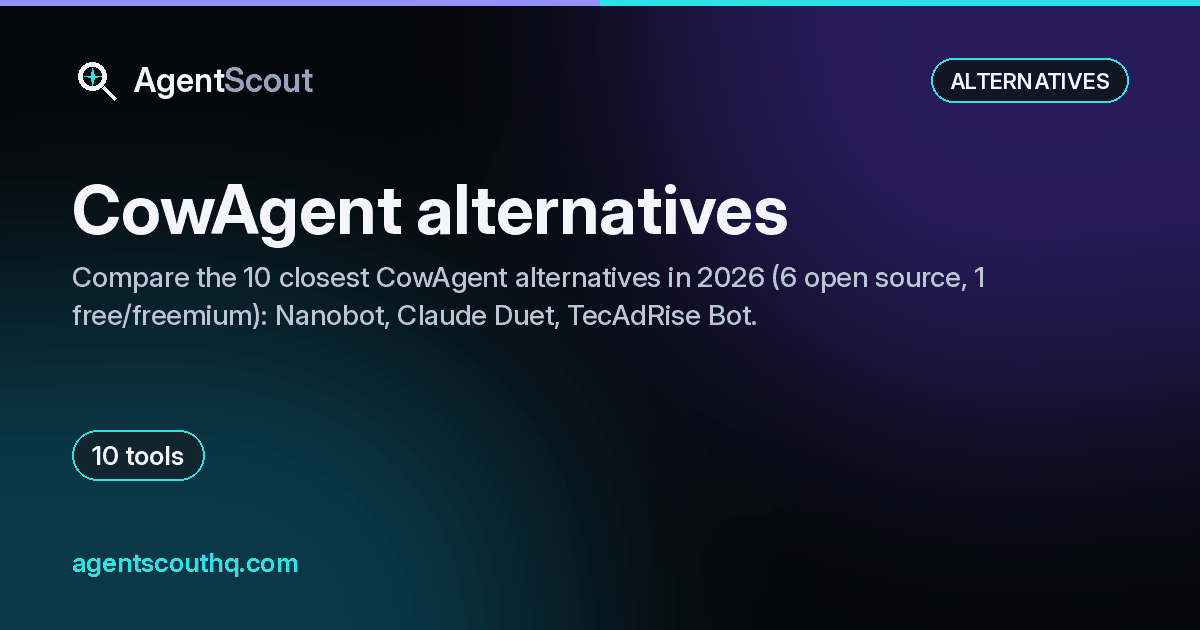 AgentScout
ALTERNATIVES
CowAgent alternatives
Compare the 10 closest CowAgent alternatives in 2026 (6 open source, 1
free/freemium): Nanobot, Claude Duet, TecAdRise Bot.
10 tools
agentscouthq.com